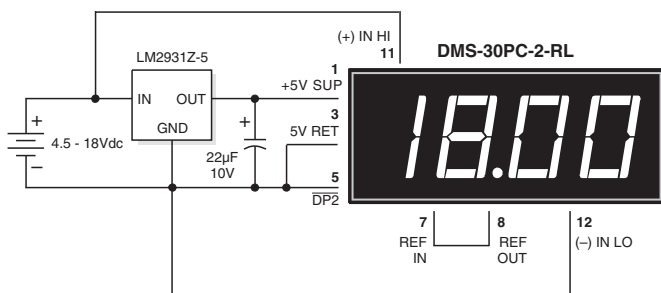 (+) IN HI
11
DMS-30PC-2-RL
LM2931Z-5
1
+5V SUP
IN OUT
3
5V RET
GND
+
4.5 - 18Vdc
–
+
22µF
10V
5
DP2
18.00
7
REF
IN
8
REF
OUT
12
(–) IN LO